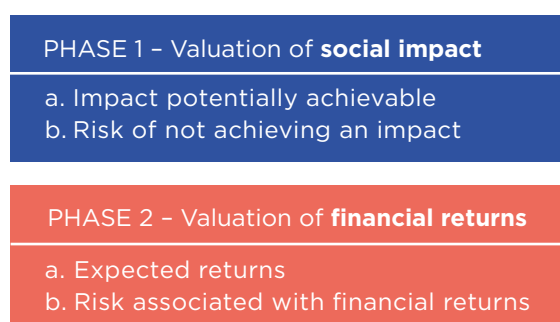 PHASE 1 – Valuation of social impact
a. Impact potentially achievable
b. Risk of not achieving an impact
PHASE 2 – Valuation of financial returns
a. Expected returns
b. Risk associated with financial returns